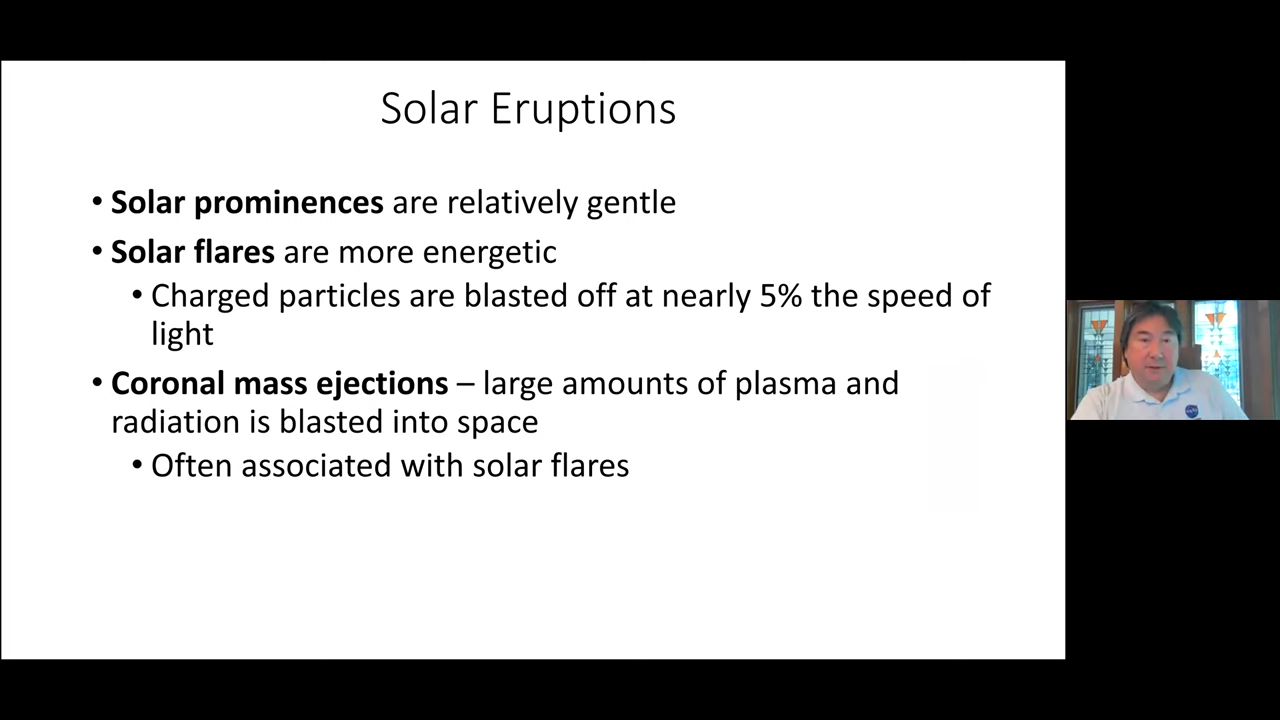 Solar Eruptions
• Solar prominences are relatively gentle
• Solar flares are more energetic
• Charged particles are blasted off at nearly 5% the speed of
light
• Coronal mass ejections – large amounts of plasma and
radiation is blasted into space
• Often associated with solar flares